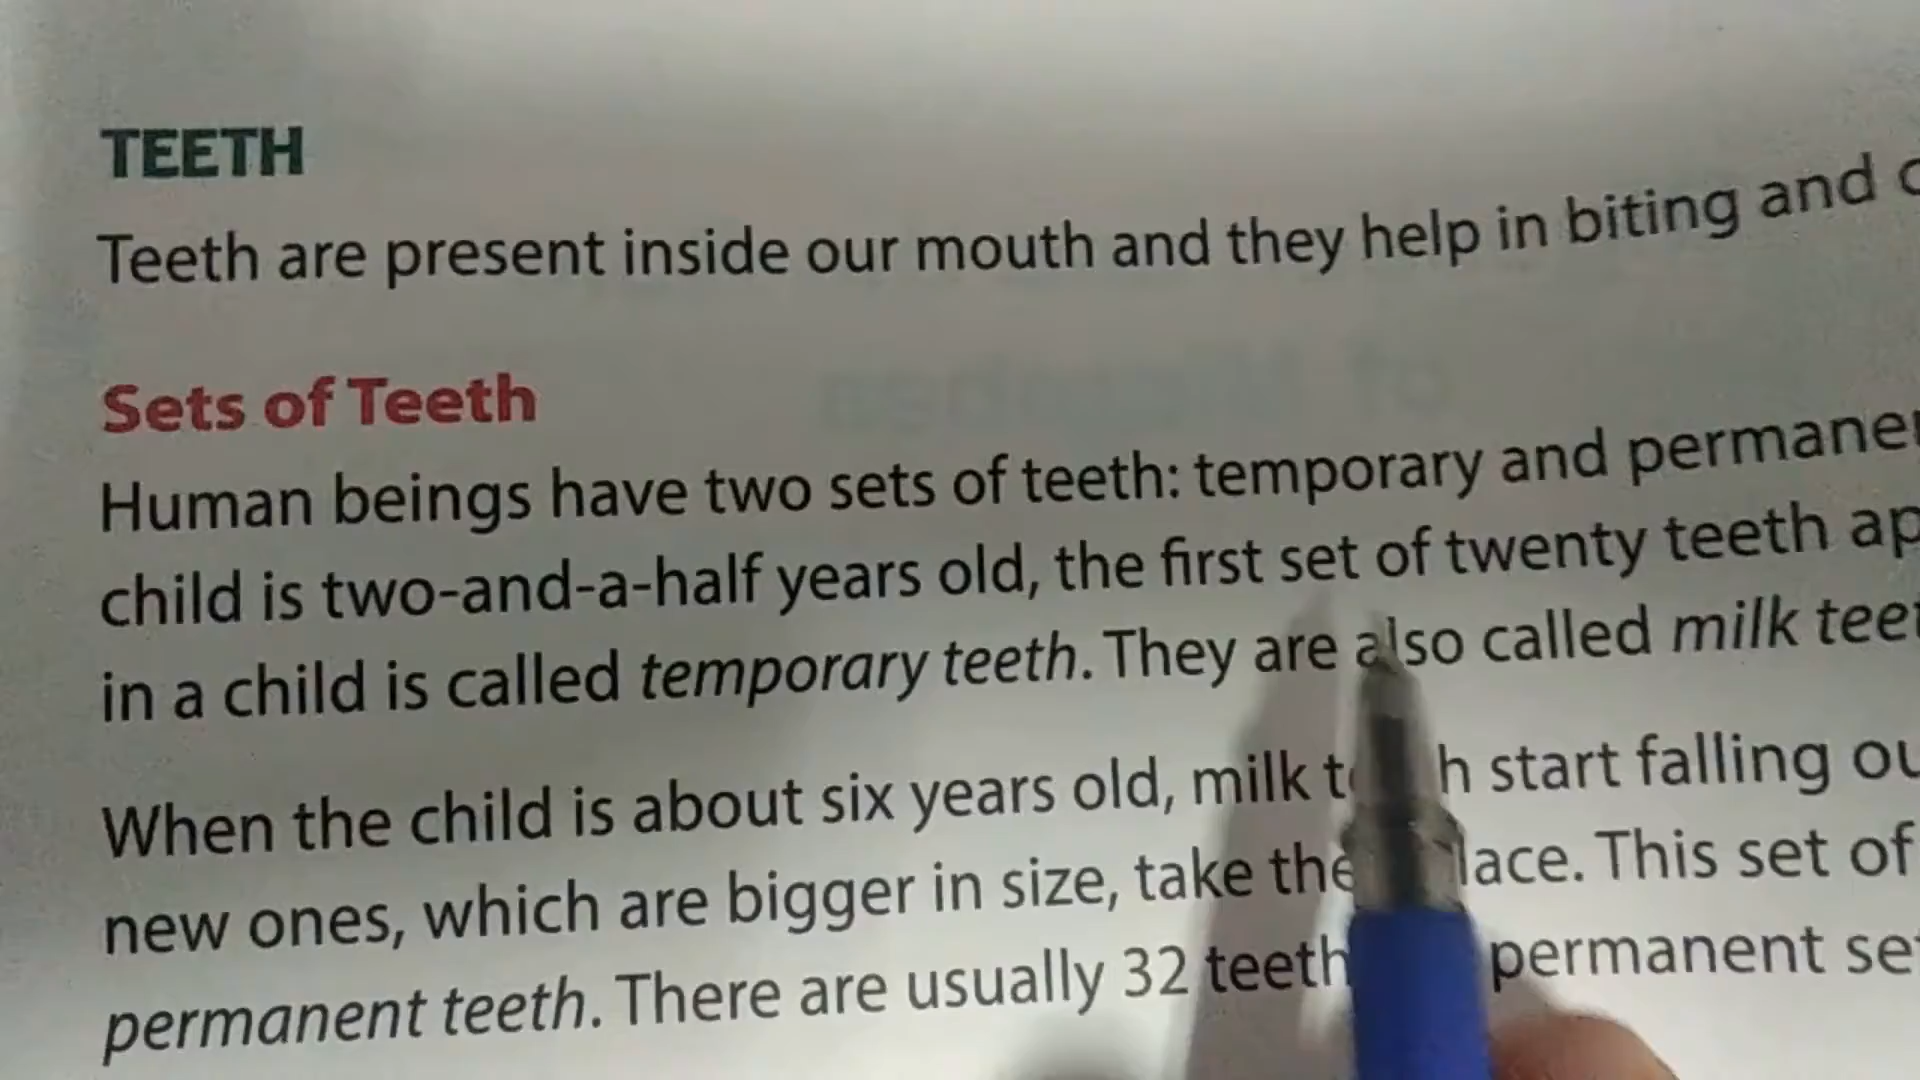 TEETH
Teeth are present inside our mouth and they help in biting and
Sets of Teeth
Human beings have two sets of teeth: temporary and
child is two-and-a-half years old, the first set of twenty teeth
in a child is called temporary teeth. They are also called milk
When the child is about six years old, milk start falling
new ones, which are bigger in size, take lace. This set of
permanent teeth. There are usually 32 teeth permanent